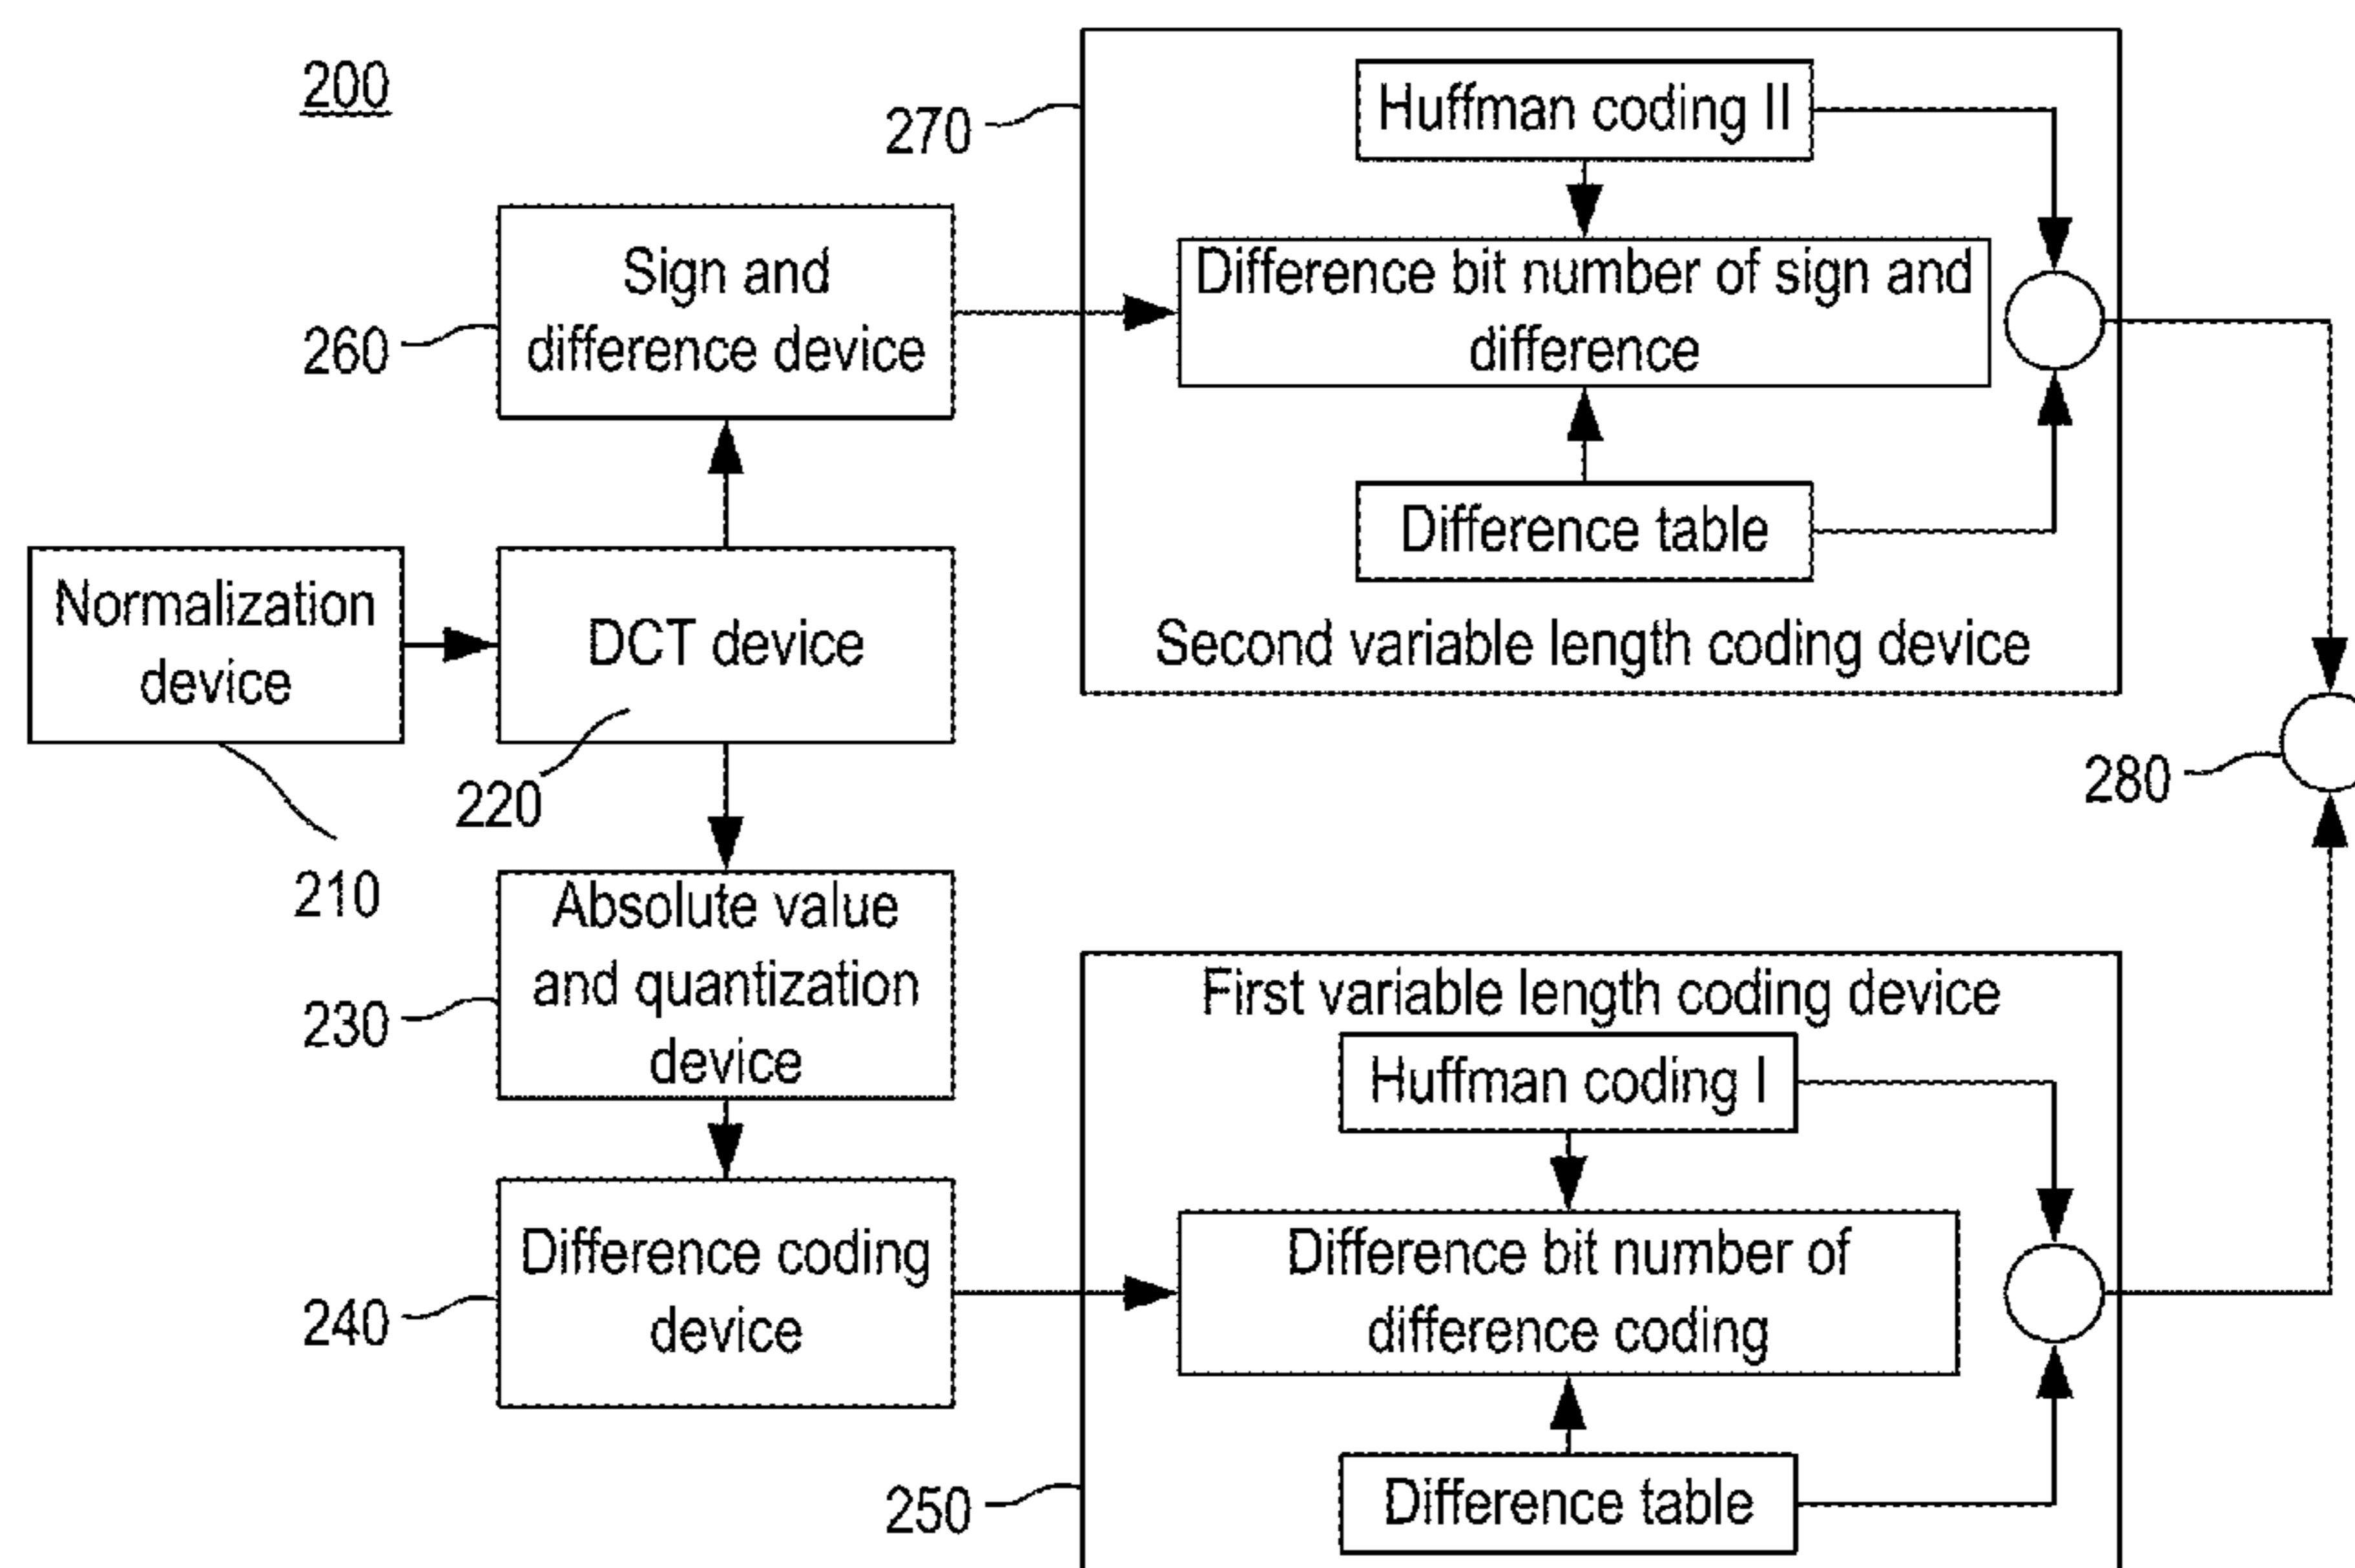 200
270
Huffman coding II
Sign and
difference device
260
Difference bit number of sign and
difference
Difference table
Second variable length coding device
Normalization
device
210
DCT device
220
280
Absolute value
and quantization
device
230
Difference coding
device
240
First variable length coding device
Huffman coding I
Difference bit number of
difference coding
Difference table
250